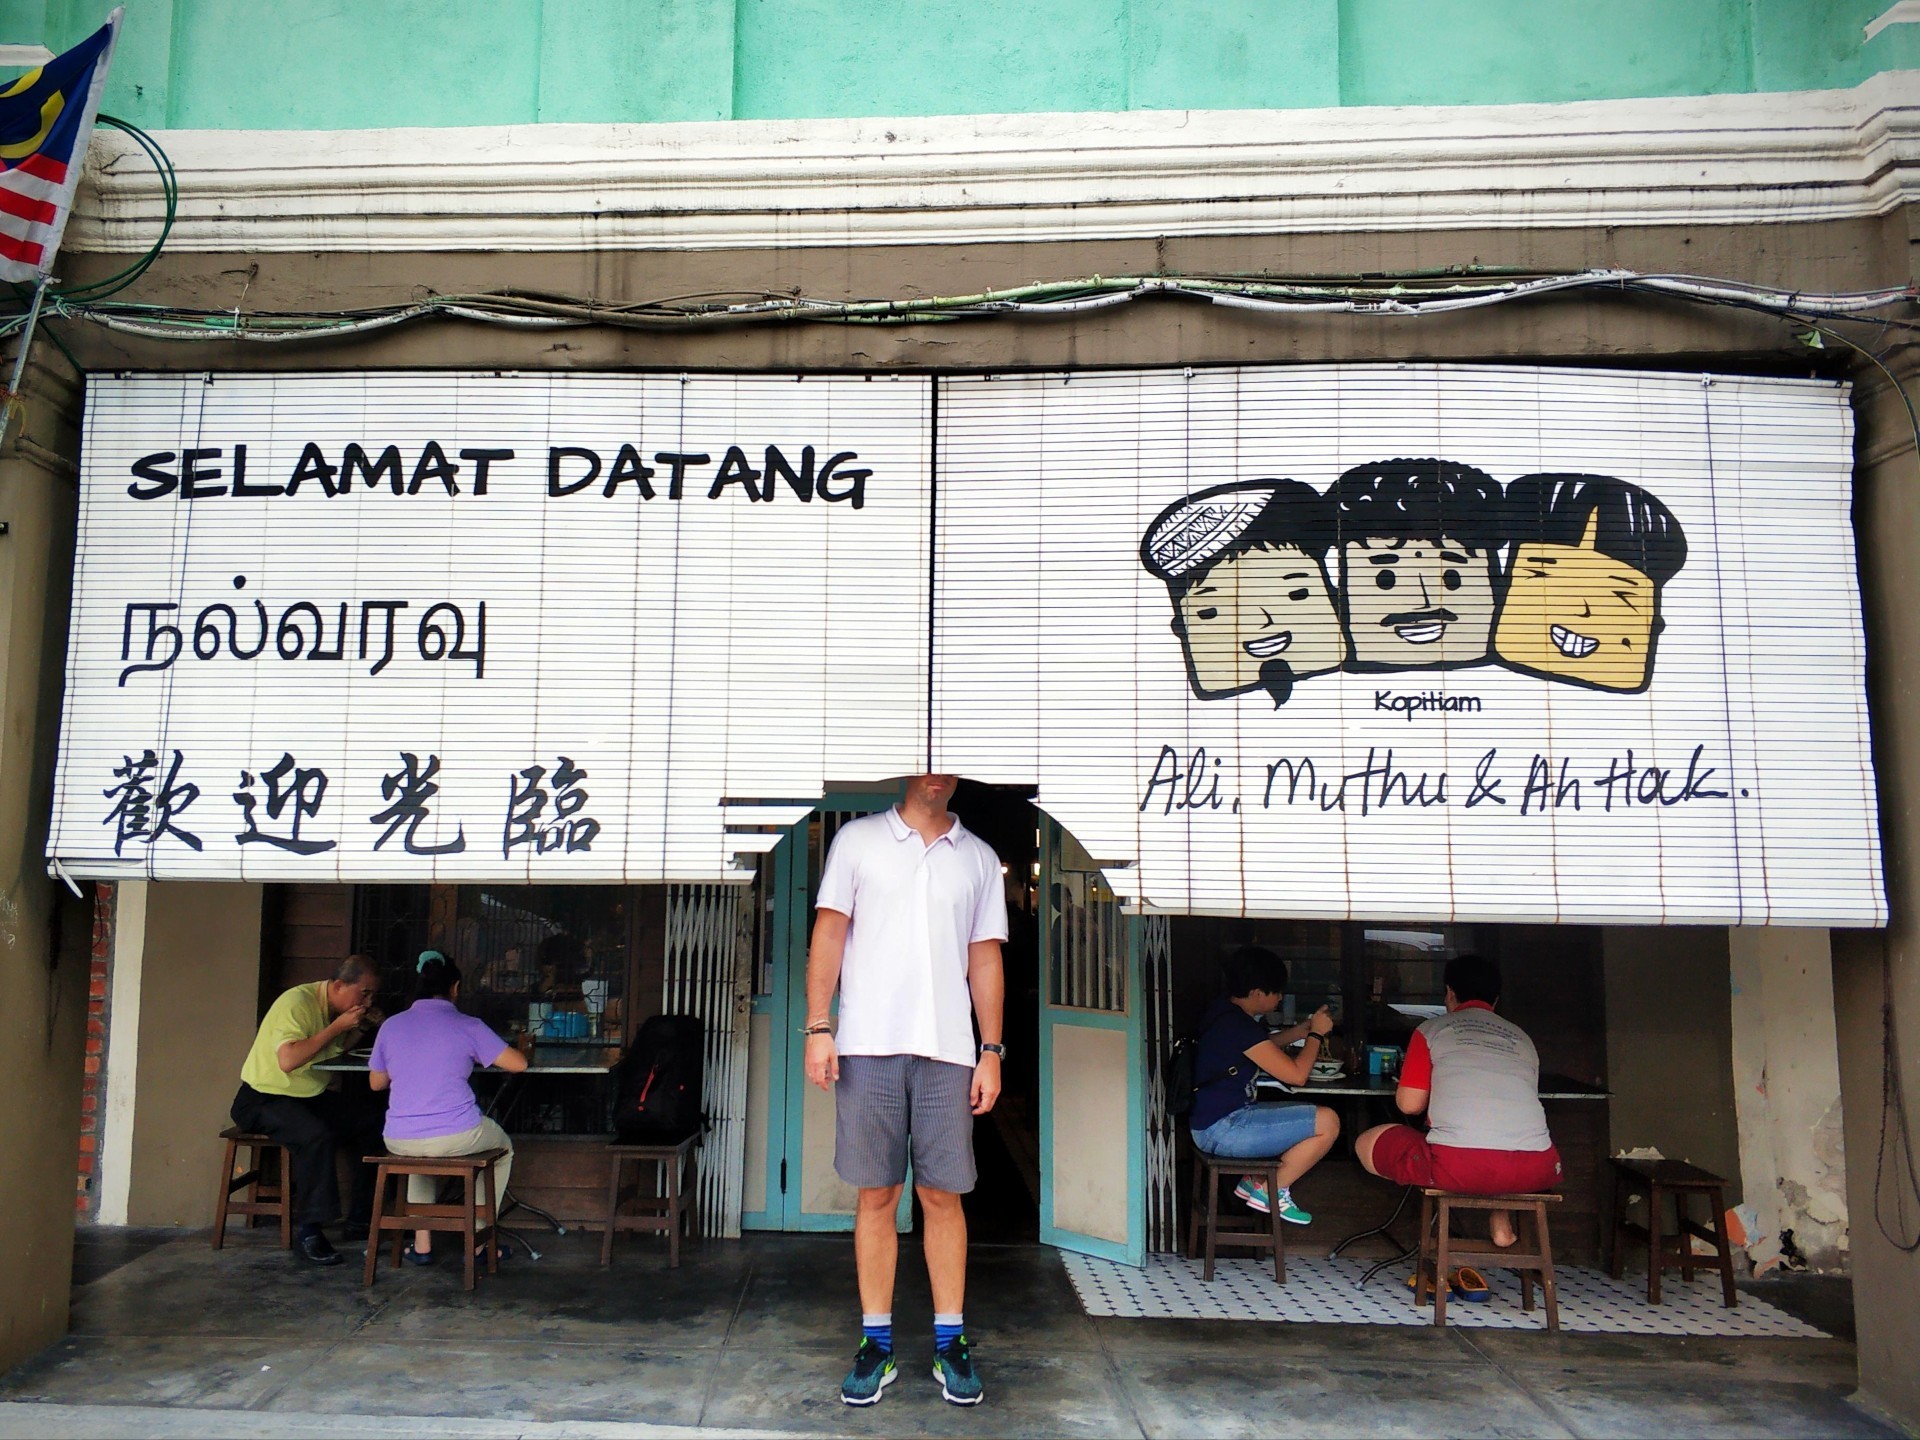 SELAMAT DATANG
நல்வரவு
歡迎光臨
Kopitiam
Ali, Muthu & Ah Hock.